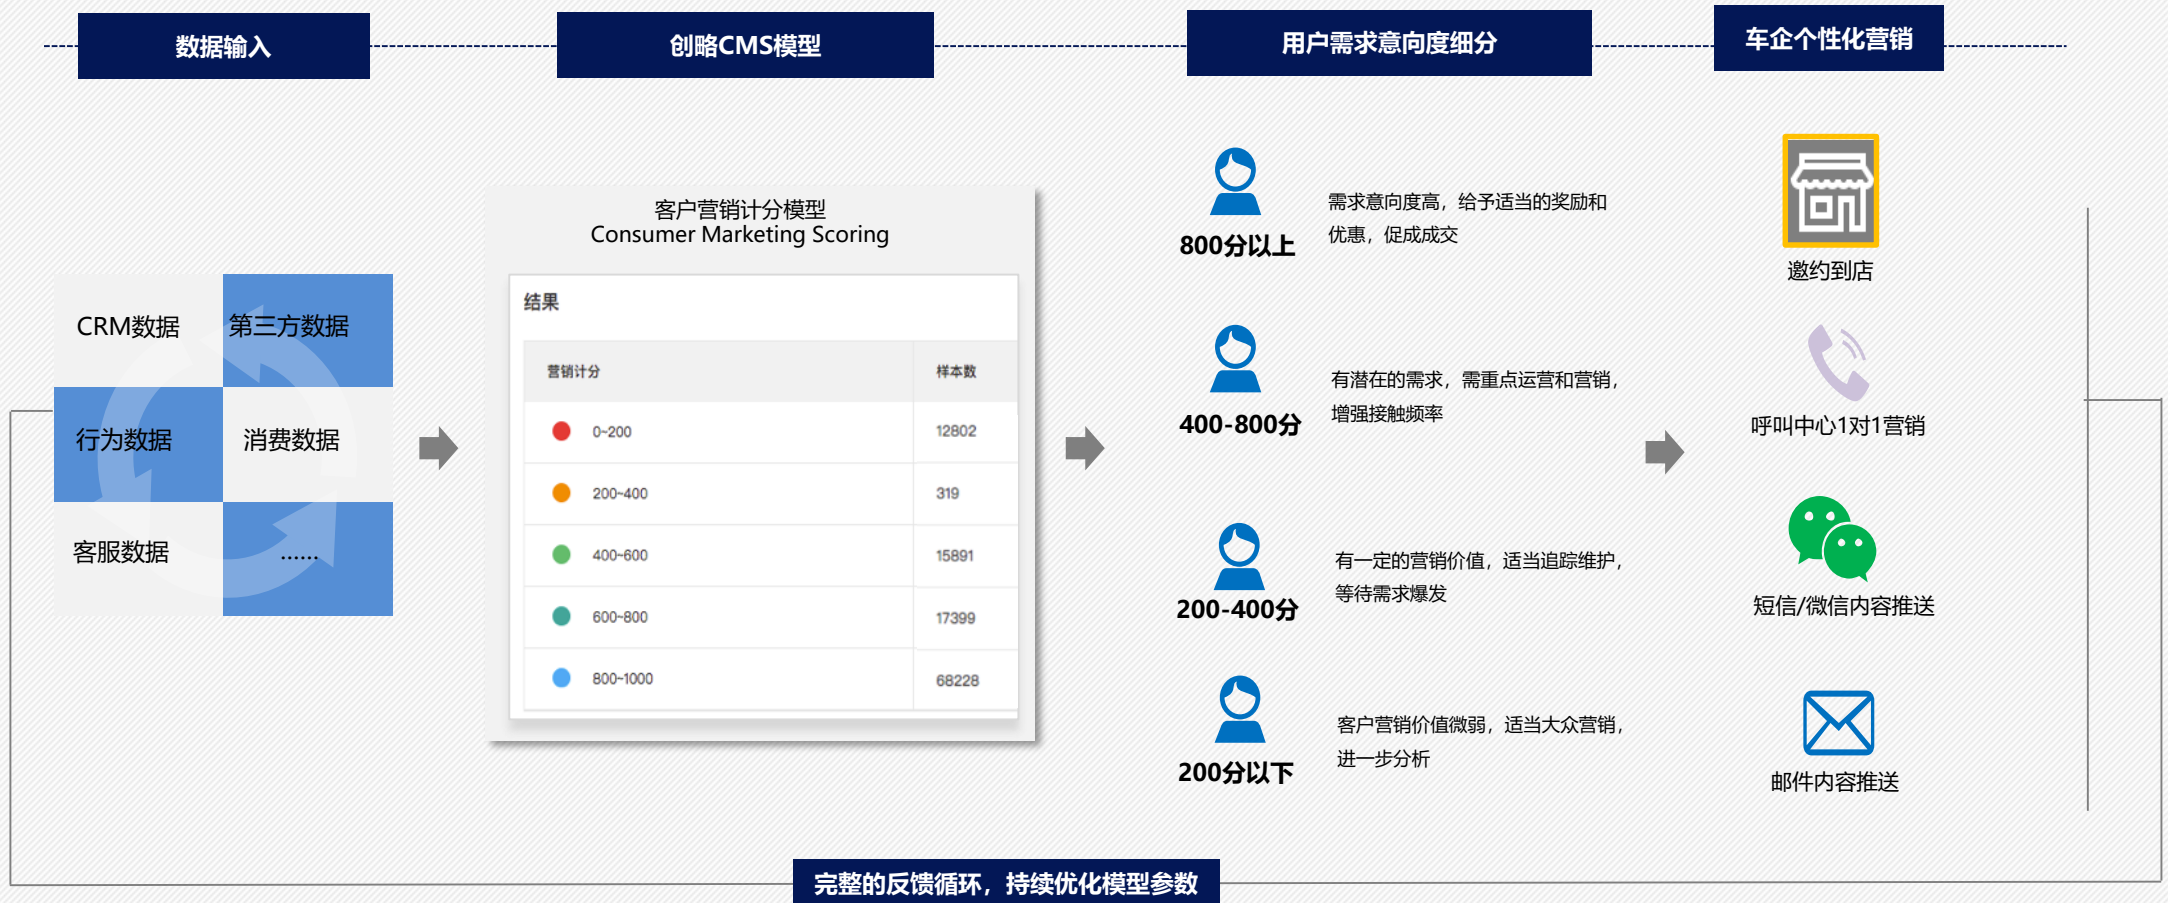 数据输入
创略CMS模型
用户需求意向度细分
车企个性化营销
CRM数据
第三方数据
行为数据
消费数据
客服数据
......
客户营销计分模型
Consumer Marketing Scoring
结果
营销计分 样本数
0~200 12802
200~400 319
400~600 15891
600~800 17399
800~1000 68228
800分以上
需求意向度高，给予适当的奖励和
优惠，促成成交
400-800分
有潜在的需求，需重点运营和营销，
增强接触频率
200-400分
有一定的营销价值，适当追踪维护，
等待需求爆发
200分以下
客户营销价值微弱，适当大众营销，
进一步分析
邀约到店
呼叫中心1对1营销
短信/微信内容推送
邮件内容推送
完整的反馈循环，持续优化模型参数